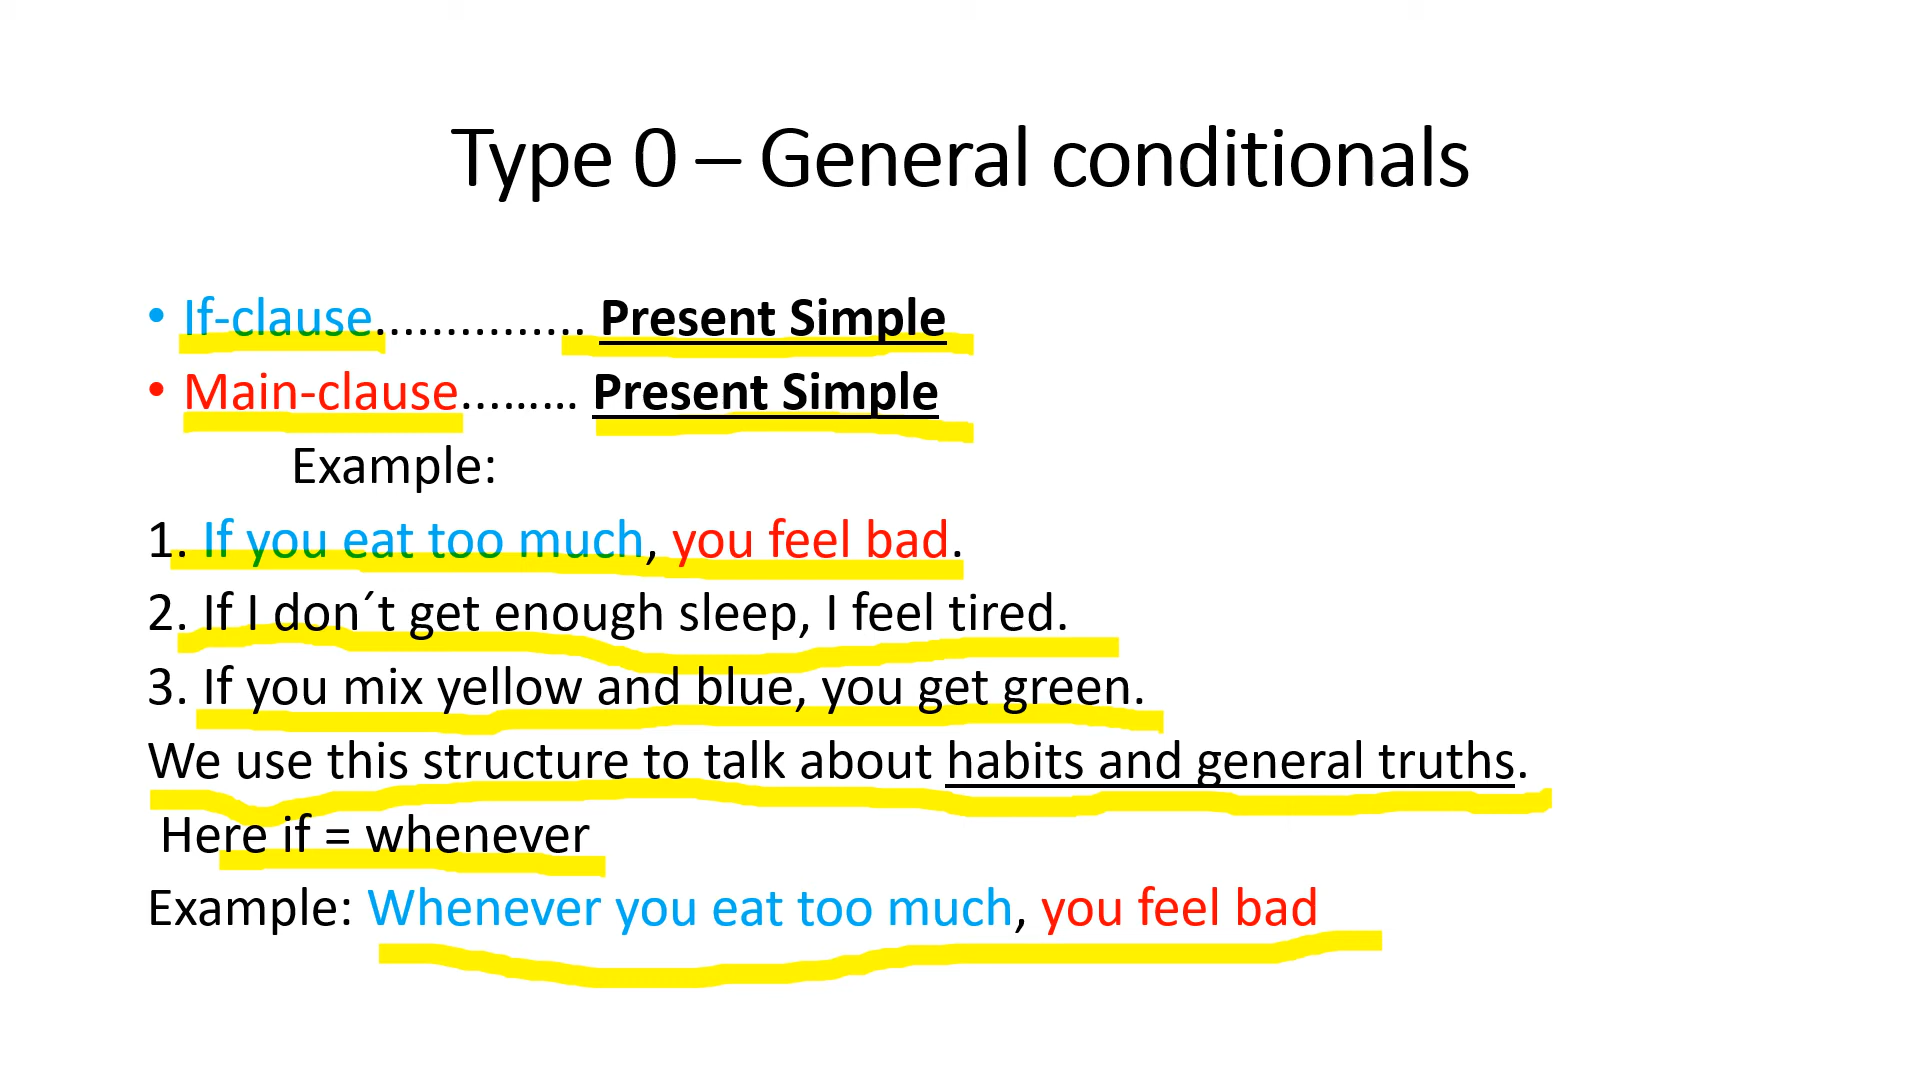 Type 0 – General conditionals
• If-clause............... Present Simple
• Main-clause...…… Present Simple
Example:
1. If you eat too much, you feel bad.
2. If I don´t get enough sleep, I feel tired.
3. If you mix yellow and blue, you get green.
We use this structure to talk about habits and general truths.
Here if = whenever
Example: Whenever you eat too much, you feel bad